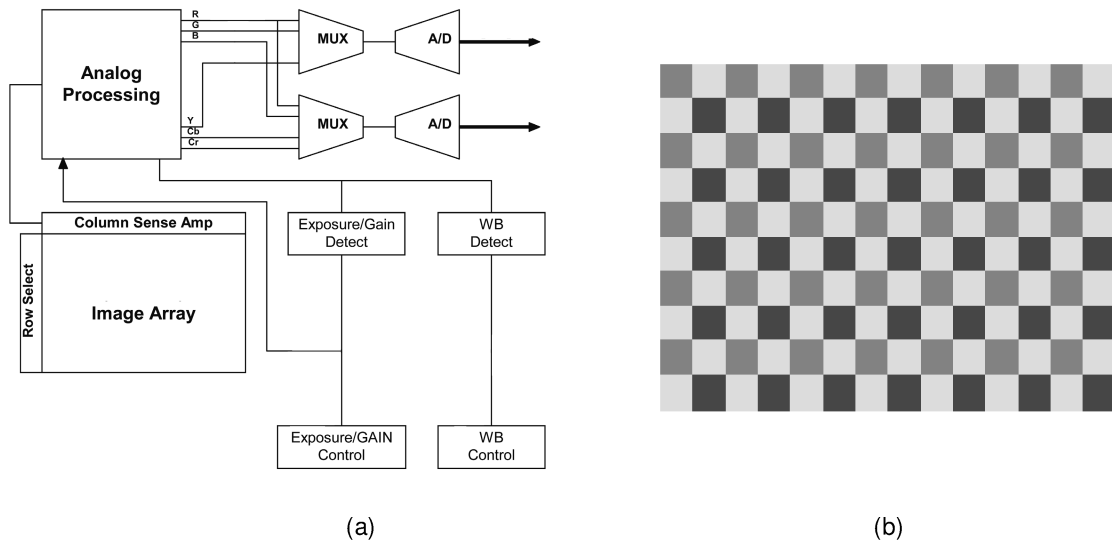 R
G
B
Analog
Processing
MUX
A/D
Y
Cb
Cr
MUX
A/D
Column Sense Amp
Row Select
Image Array
Exposure/Gain
Detect
WB
Detect
Exposure/GAIN
Control
WB
Control
(a)
(b)